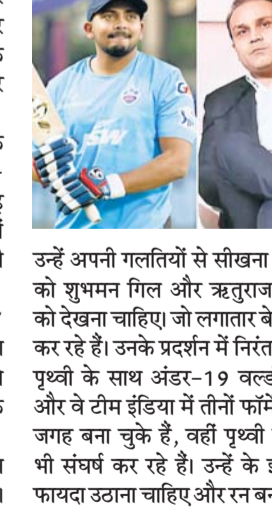 उन्हें अपनी गलतियों से सीखना
को शुभमन गिल और ऋतुराज
को देखना चाहिए। जो लगातार
कर रहे हैं। उनके प्रदर्शन में
पृथ्वी के साथ अंडर-19 वर्ल्ड
और वे टीम इंडिया में तीनों
जगह बना चुके हैं, वहीं पृथ्वी
भी संघर्ष कर रहे हैं। उन्हें के
फायदा उठाना चाहिए और रन